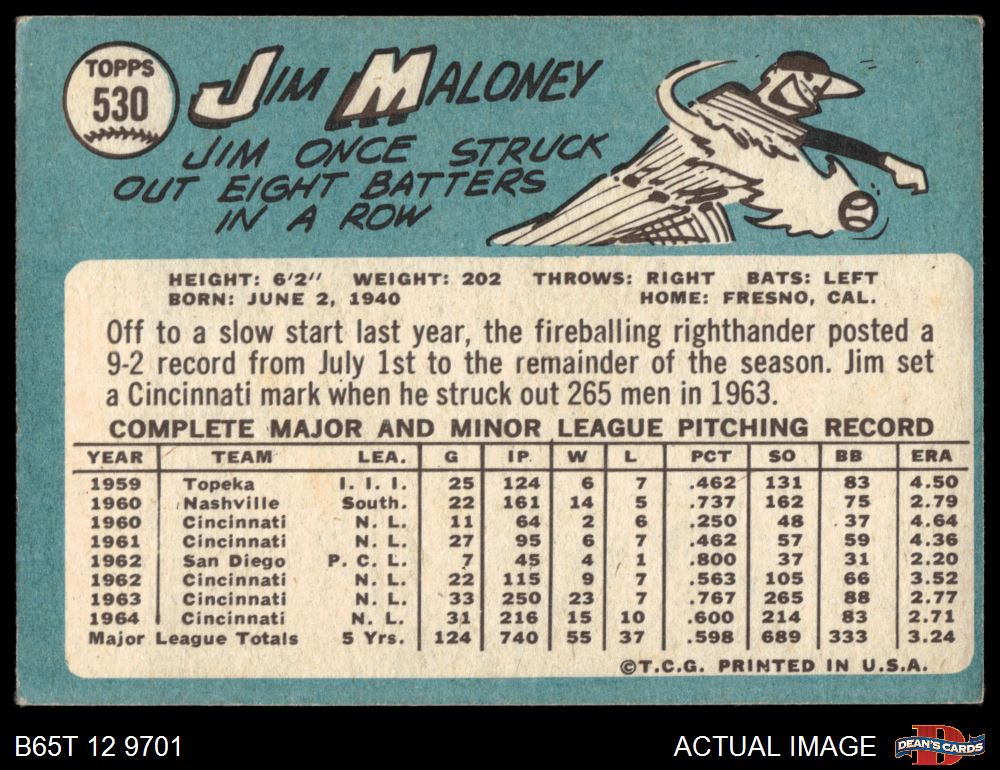 TOPPS
530
JIM MALONEY
JIM ONCE STRUCK
OUT EIGHT BATTERS
IN A ROW
HEIGHT: 6'2" WEIGHT: 202 THROWS: RIGHT BATS: LEFT
BORN: JUNE 2, 1940 HOME: FRESNO, CAL.
Off to a slow start last year, the fireballing righthander posted a
9-2 record from July 1st to the remainder of the season. Jim set
a Cincinnati mark when he struck out 265 men in 1963.
COMPLETE MAJOR AND MINOR LEAGUE PITCHING RECORD
YEAR TEAM LEA. G IP W L PCT SO BB ERA
1959 Topeka I. I. I. 25 124 6 7 .462 131 83 4.50
1960 Nashville South. 22 161 14 5 .737 162 75 2.79
1960 Cincinnati N. L. 11 64 2 6 .250 48 37 4.64
1961 Cincinnati N. L. 27 95 6 7 .462 57 59 4.36
1962 San Diego P. C. L. 7 45 4 1 .800 37 31 2.20
1962 Cincinnati N. L. 22 115 9 7 .563 105 66 3.52
1963 Cincinnati N. L. 33 250 23 7 .767 265 88 2.77
1964 Cincinnati N. L. 31 216 15 10 .600 214 83 2.71
Major League Totals 5 Yrs. 124 740 55 37 .598 689 333 3.24
©T.C.G. PRINTED IN U.S.A.
B65T 12 9701 ACTUAL IMAGE DEAN'S CARDS